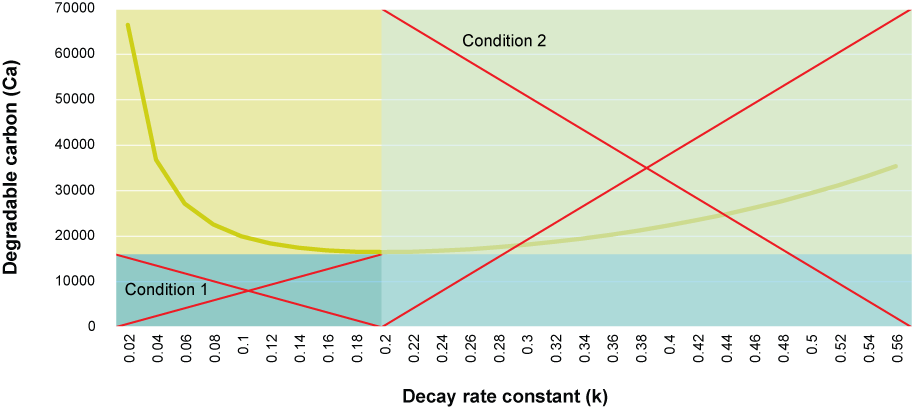 70000
60000
50000
40000
30000
20000
10000
0
Degradable carbon (Ca)
Condition 2
Condition 1
0.02 0.04 0.06 0.08 0.1 0.12 0.14 0.16 0.18 0.2 0.22 0.24 0.26 0.28 0.3 0.32 0.34 0.36 0.38 0.4 0.42 0.44 0.46 0.48 0.5 0.52 0.54 0.56
Decay rate constant (k)